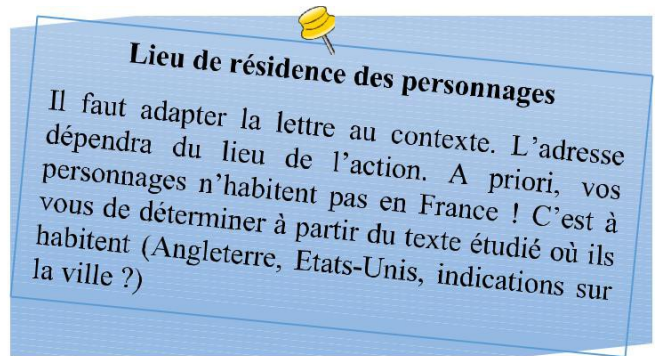 Lieu de résidence des personnages
Il faut adapter la lettre au contexte. L’adresse
dépendra du lieu de l’action. A priori, vos
personnages n’habitent pas en France ! C’est à
vous de déterminer à partir du texte étudié où ils
habitent (Angleterre, Etats-Unis, indications sur
la ville ?)